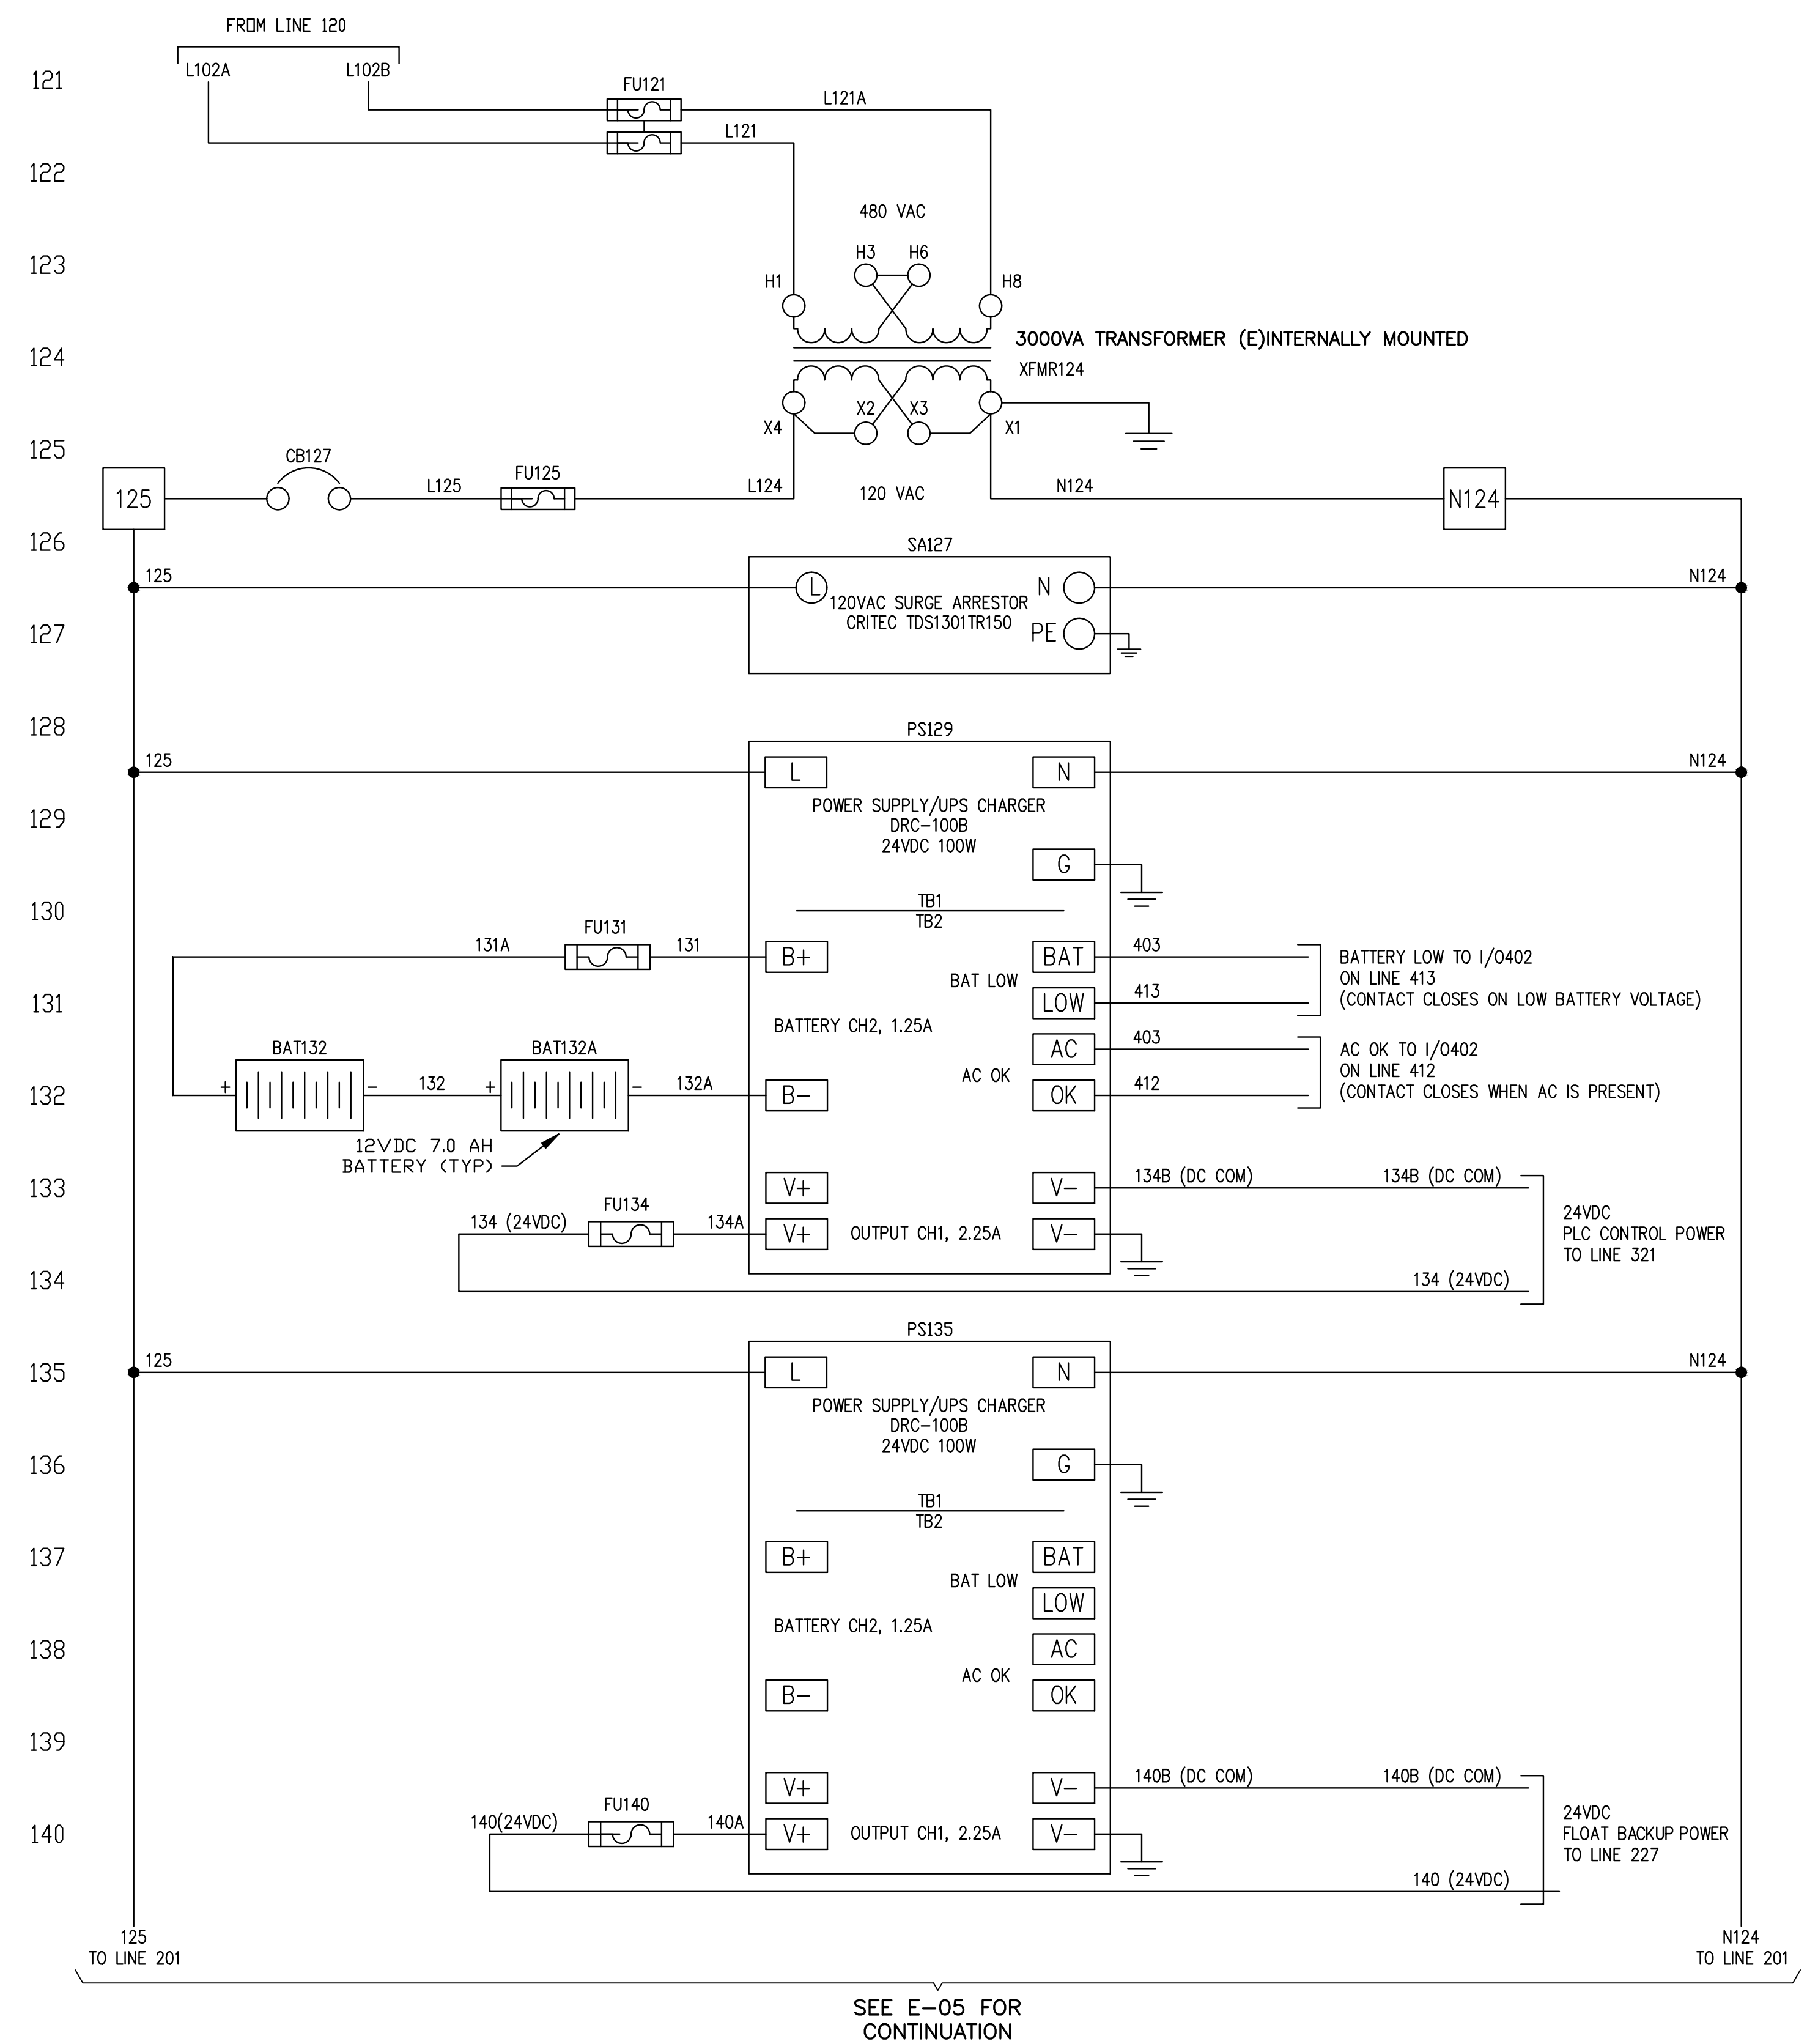 FROM LINE 120
L102A
L102B
121
FU121
L121A
L121
122
480 VAC
123
H3
H6
H1
H8
3000VA TRANSFORMER (E)INTERNALLY MOUNTED
124
XFMR124
X2
X3
X4
X1
125
CB127
FU125
125
L125
L124
120 VAC
N124
N124
126
SA127
125
L
N
N124
120VAC SURGE ARRESTOR
CRITEC TDS1301TR150
127
PE
128
PS129
125
L
N
N124
129
POWER SUPPLY/UPS CHARGER
DRC-100B
24VDC 100W
G
130
TB1
TB2
131A
FU131
131
B+
BAT
403
BATTERY LOW TO I/O402
ON LINE 413
(CONTACT CLOSES ON LOW BATTERY VOLTAGE)
BAT LOW
131
LOW
413
BATTERY CH2, 1.25A
BAT132
BAT132A
AC
403
AC OK TO I/O402
ON LINE 412
(CONTACT CLOSES WHEN AC IS PRESENT)
AC OK
132
+
-
132
+
-
132A
B-
OK
412
12VDC 7.0 AH
BATTERY (TYP)
133
V+
V-
134B (DC COM)
134B (DC COM)
134 (24VDC)
FU134
134A
V+
OUTPUT CH1, 2.25A
V-
24VDC
PLC CONTROL POWER
TO LINE 321
134
134 (24VDC)
PS135
135
125
L
N
N124
POWER SUPPLY/UPS CHARGER
DRC-100B
24VDC 100W
136
G
TB1
TB2
137
B+
BAT
BAT LOW
LOW
BATTERY CH2, 1.25A
138
AC
AC OK
B-
OK
139
V+
V-
140B (DC COM)
140B (DC COM)
140(24VDC)
FU140
140A
140
V+
OUTPUT CH1, 2.25A
V-
24VDC
FLOAT BACKUP POWER
TO LINE 227
140 (24VDC)
125
TO LINE 201
N124
TO LINE 201
SEE E-05 FOR
CONTINUATION